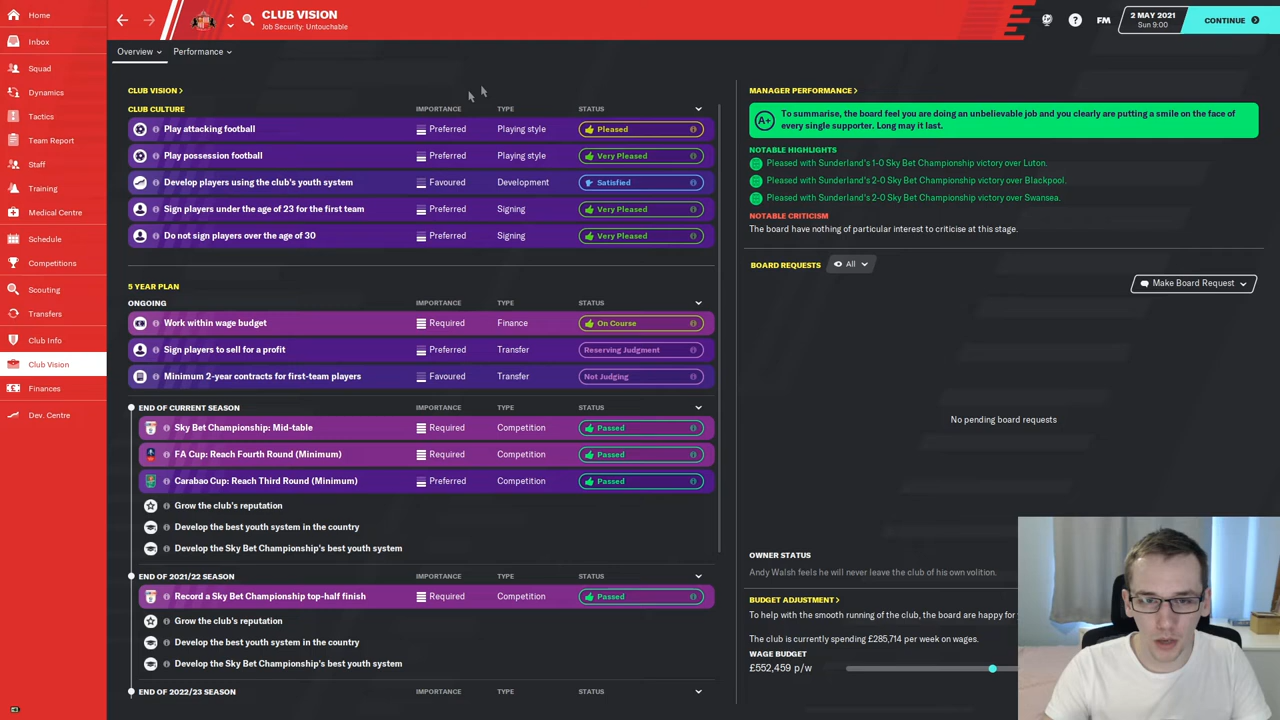 Home
Inbox
Squad
Dynamics
Tactics
Team Report
Staff
Training
Medical Centre
Schedule
Competitions
Scouting
Transfers
Club Info
Club Vision
Finances
Dev. Centre
CLUB VISION
Job Security: Untouchable
FM
2 MAY 2021
Sun 9:00
CONTINUE
Overview
Performance
CLUB VISION >
CLUB CULTURE IMPORTANCE TYPE STATUS
Play attacking football Preferred Playing style Pleased
Play possession football Preferred Playing style Very Pleased
Develop players using the club's youth system Favoured Development Satisfied
Sign players under the age of 23 for the first team Preferred Signing Very Pleased
Do not sign players over the age of 30 Preferred Signing Very Pleased
5 YEAR PLAN
ONGOING IMPORTANCE TYPE STATUS
Work within wage budget Required Finance On Course
Sign players to sell for a profit Preferred Transfer Reserving Judgment
Minimum 2-year contracts for first-team players Favoured Transfer Not Judging
END OF CURRENT SEASON IMPORTANCE TYPE STATUS
Sky Bet Championship: Mid-table Required Competition Passed
FA Cup: Reach Fourth Round (Minimum) Required Competition Passed
Carabao Cup: Reach Third Round (Minimum) Preferred Competition Passed
Grow the club's reputation
Develop the best youth system in the country
Develop the Sky Bet Championship's best youth system
END OF 2021/22 SEASON IMPORTANCE TYPE STATUS
Record a Sky Bet Championship top-half finish Required Competition Passed
Grow the club's reputation
Develop the best youth system in the country
Develop the Sky Bet Championship's best youth system
END OF 2022/23 SEASON IMPORTANCE TYPE STATUS
MANAGER PERFORMANCE >
A+
To summarise, the board feel you are doing an unbelievable job and you clearly are putting a smile on the face of
every single supporter. Long may it last.
NOTABLE HIGHLIGHTS
Pleased with Sunderland's 1-0 Sky Bet Championship victory over Luton.
Pleased with Sunderland's 2-0 Sky Bet Championship victory over Blackpool.
Pleased with Sunderland's 2-0 Sky Bet Championship victory over Swansea.
NOTABLE CRITICISM
The board have nothing of particular interest to criticise at this stage.
BOARD REQUESTS All
Make Board Request
No pending board requests
OWNER STATUS
Andy Walsh feels he will never leave the club of his own volition.
BUDGET ADJUSTMENT >
To help with the smooth running of the club, the board are happy for
The club is currently spending £285,714 per week on wages.
WAGE BUDGET
£552,459 p/w